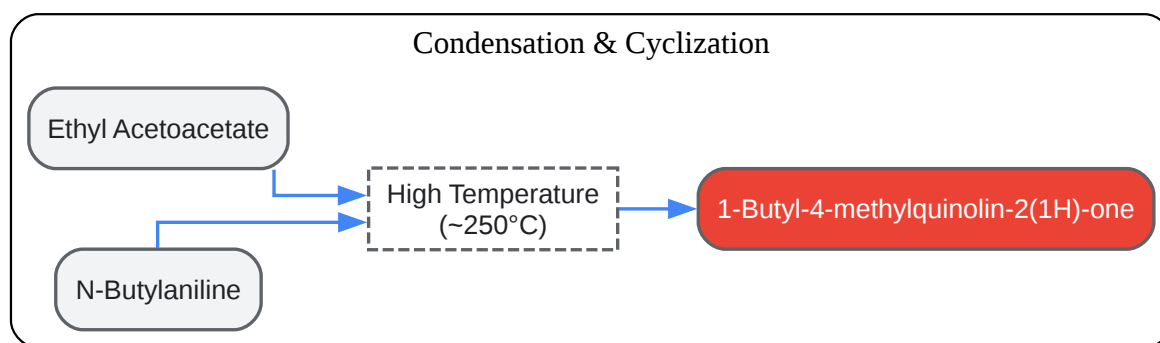 Condensation & Cyclization
Ethyl Acetoacetate
High Temperature
(~250°C)
1-Butyl-4-methylquinolin-2(1H)-one
N-Butylaniline